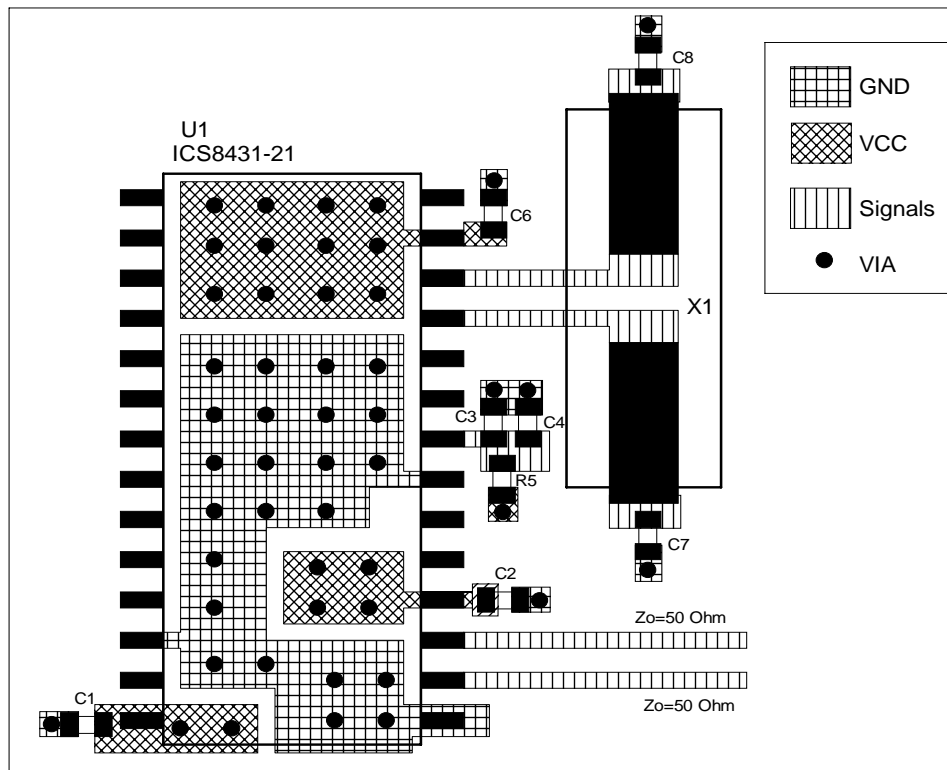 C8
GND
U1
ICS8431-21
VCC
C6
Signals
VIA
X1
C3
C4
R5
C7
C2
Zo=50 Ohm
C1
Zo=50 Ohm